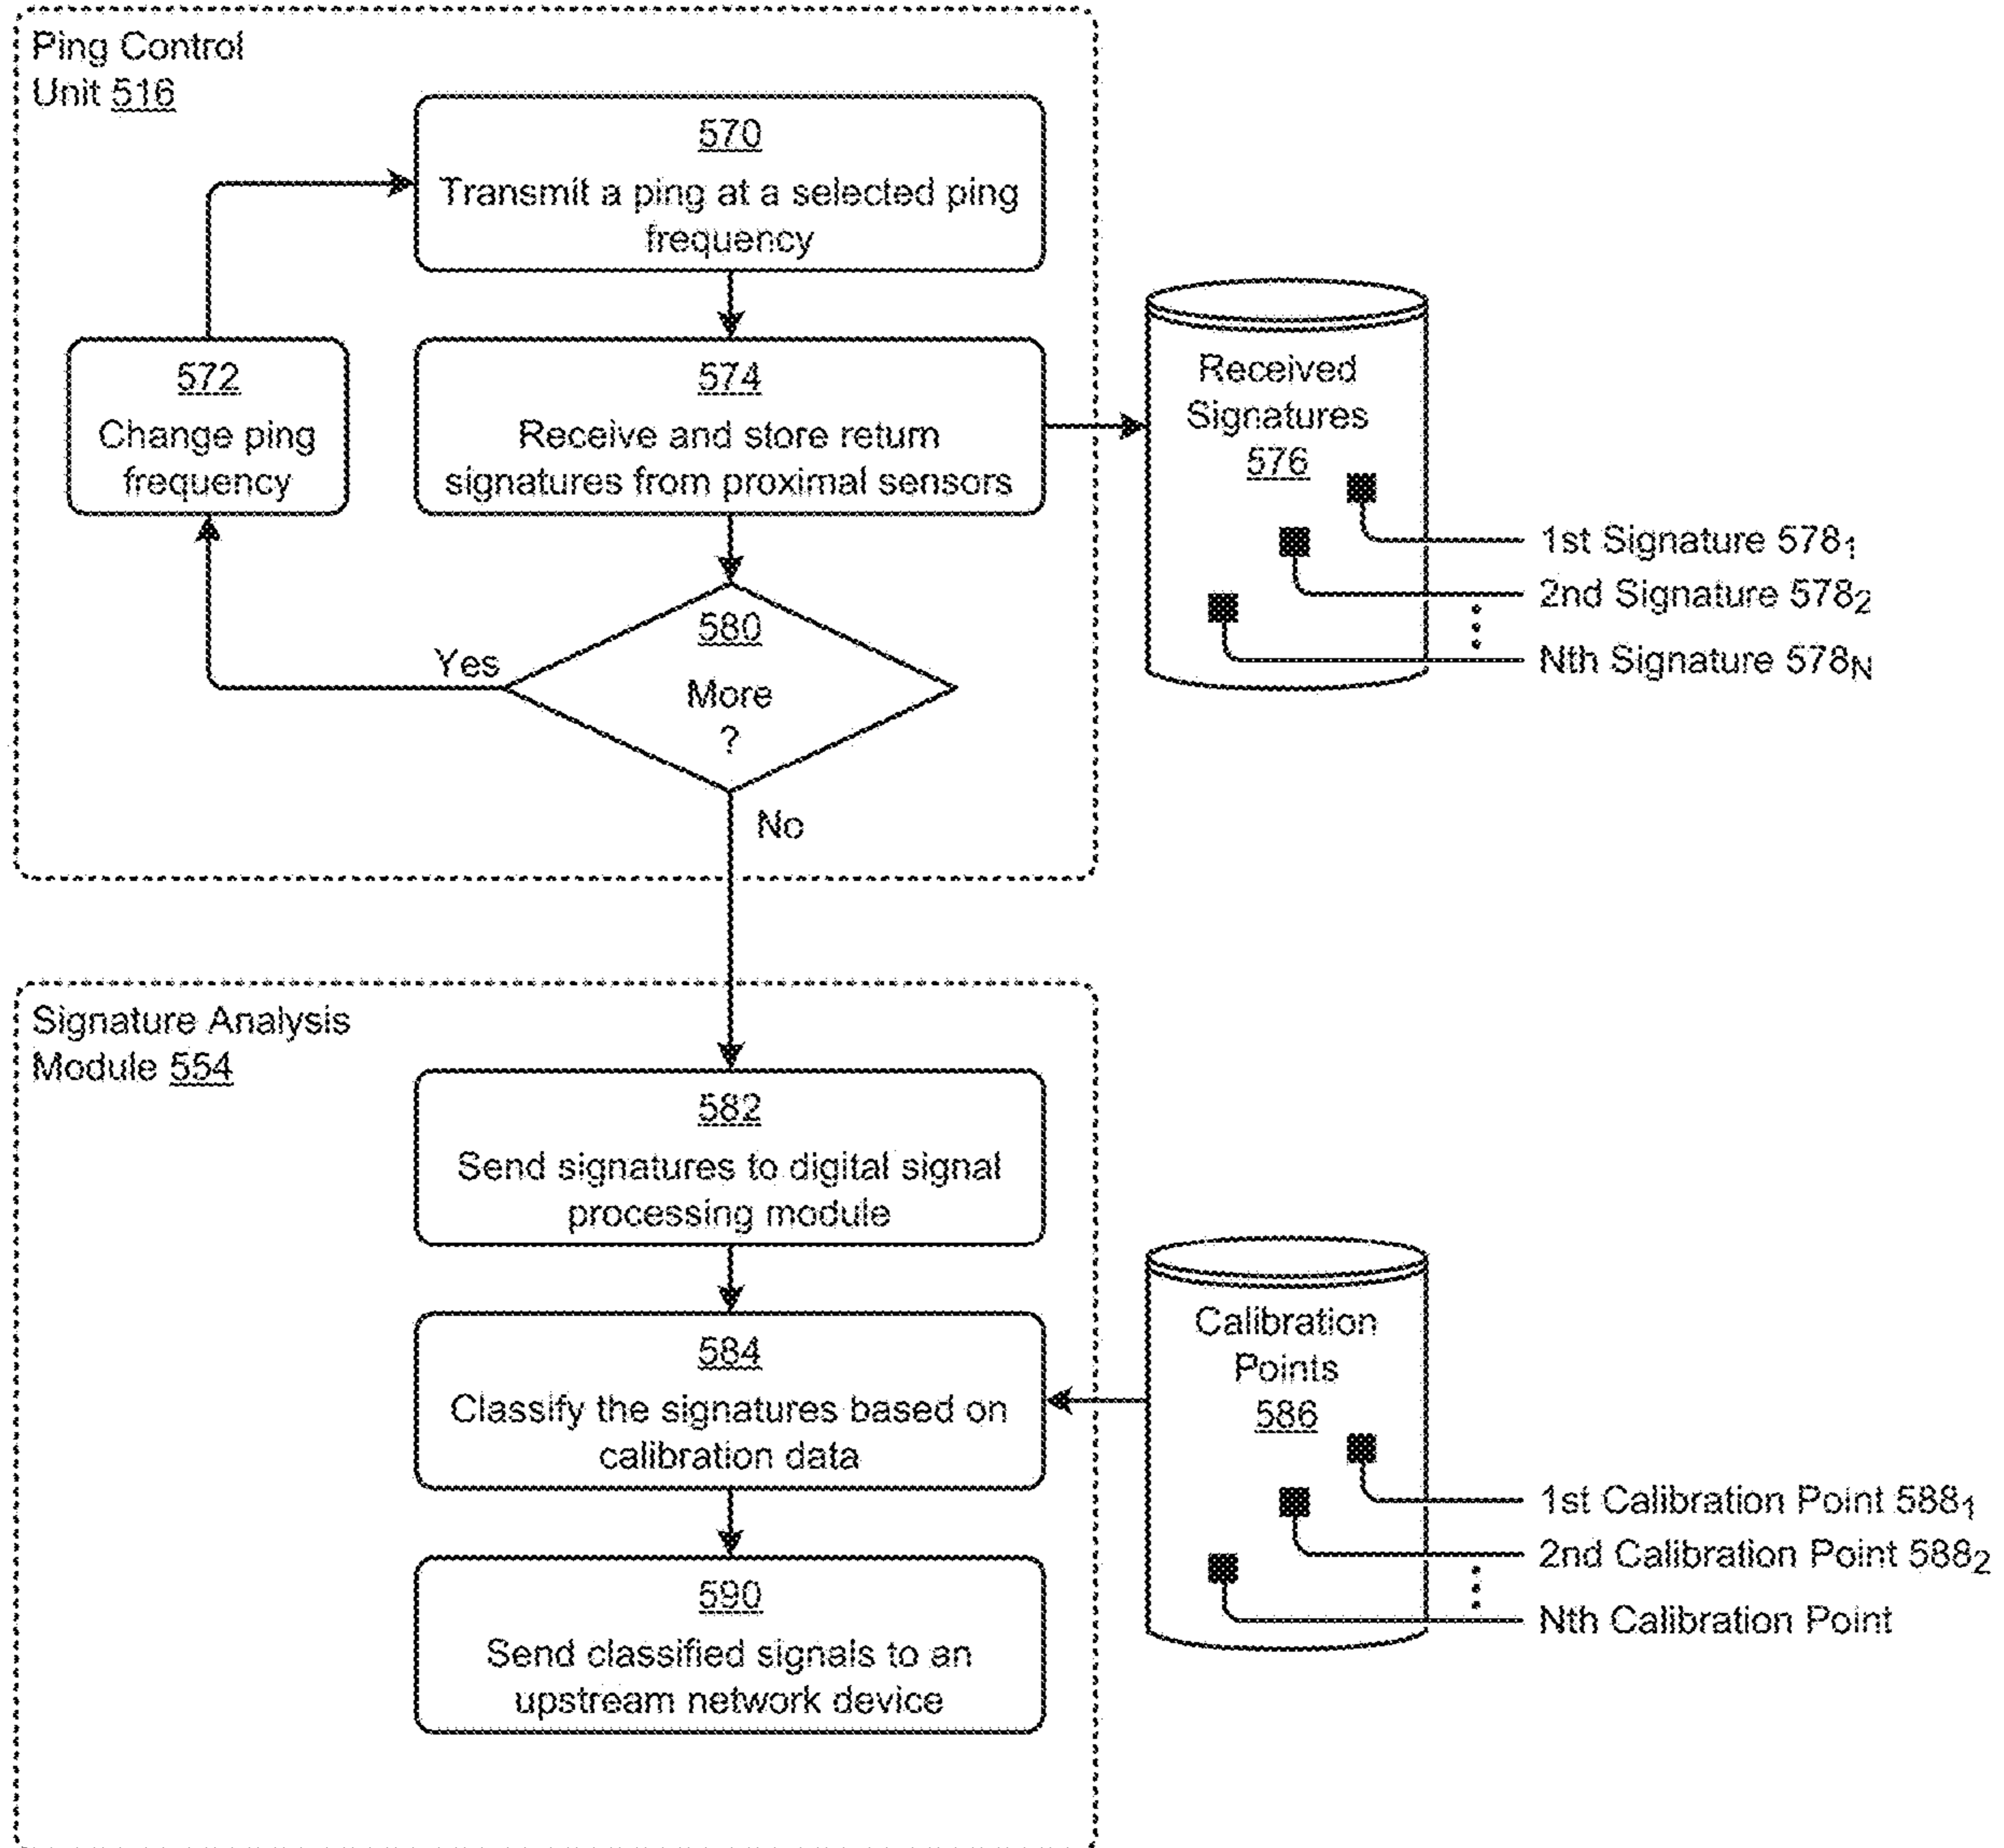 Ping Control
Unit 516
570
Transmit a ping at a selected ping
frequency
572
Change ping
frequency
574
Receive and store return
signatures from proximal sensors
Received
Signatures
576
1st Signature 578₁
2nd Signature 578₂
Nth Signature 578N
580
More
?
Yes
No
Signature Analysis
Module 554
582
Send signatures to digital signal
processing module
584
Classify the signatures based on
calibration data
Calibration
Points
586
1st Calibration Point 588₁
2nd Calibration Point 588₂
Nth Calibration Point
590
Send classified signals to an
upstream network device